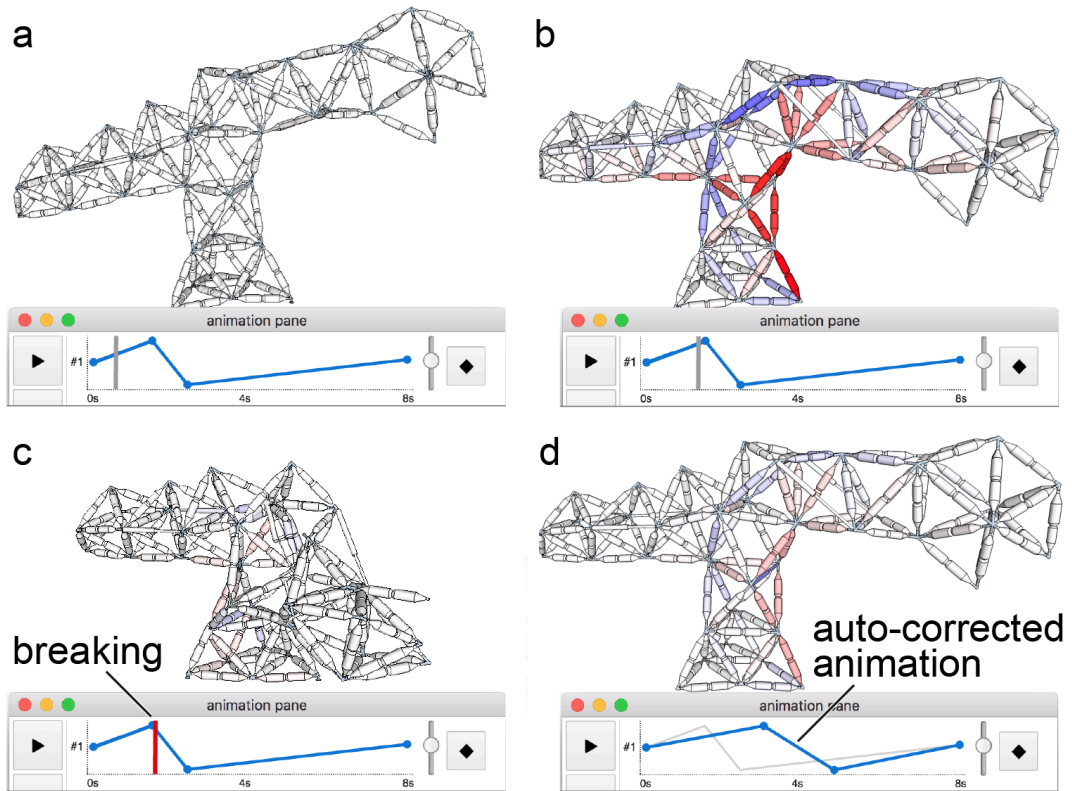 a
b
animation pane
#1
0s 4s 8s
animation pane
#1
0s 4s 8s
c
d
breaking
auto-corrected
animation
animation pane
#1
0s 4s 8s
animation pane
#1
0s 4s 8s